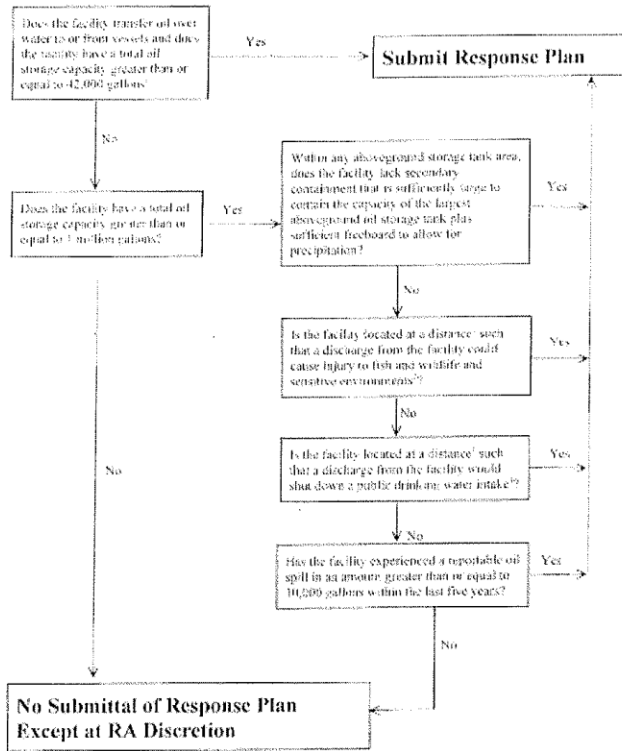 Does the facility transfer oil over
water to or from vessels and does
the facility have a total oil
storage capacity greater than or
equal to 42,000 gallons?
Yes
Submit Response Plan
No
Within any aboveground storage tank area,
does the facility lack secondary
containment that is sufficiently large to
contain the capacity of the largest
aboveground oil storage tank plus
sufficient freeboard to allow for
precipitation?
Yes
Does the facility have a total oil
storage capacity greater than or
equal to 1 million gallons?
Yes
No
Is the facility located at a distance such
that a discharge from the facility could
cause injury to fish and wildlife and
sensitive environments?
Yes
No
Is the facility located at a distance such
that a discharge from the facility would
shut down a public drinking water intake?
Yes
No
No
Has the facility experienced a reportable oil
spill in an amount greater than or equal to
10,000 gallons within the last five years?
Yes
No
No Submittal of Response Plan
Except at RA Discretion